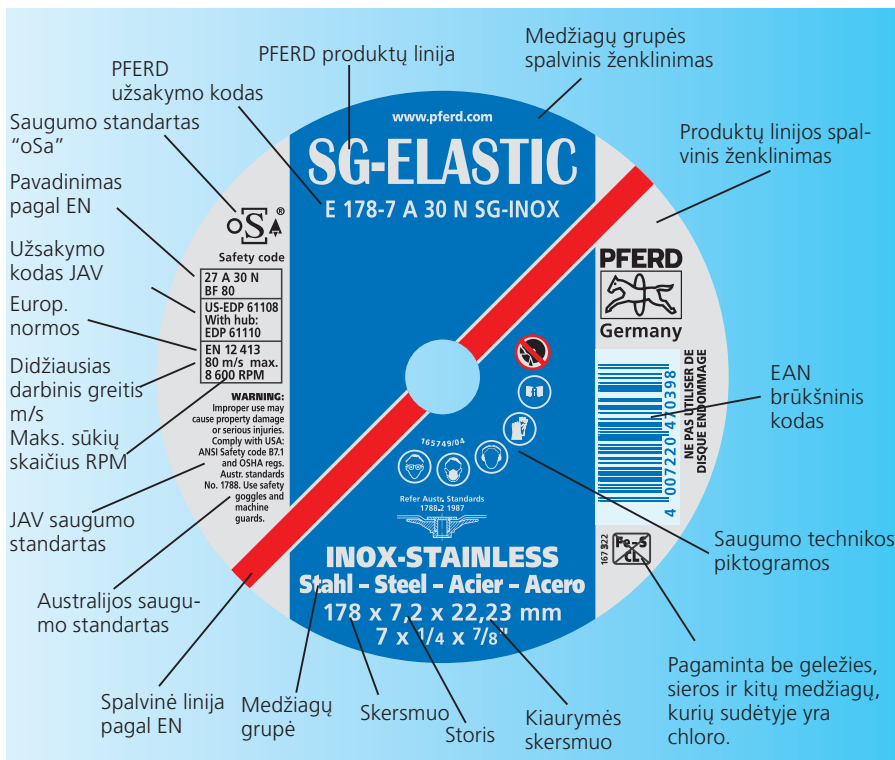 PFERD
užsakymo kodas
PFERD produktų linija
Medžiagų grupės
spalvinis ženklinimas
Saugumo standartas
“oSa”
Produktų linijos spal-
vinis ženklinimas
Pavadinimas
pagal EN
Užsakymo
kodas JAV
Europ.
normos
Didžiausias
darbinis greitis
m/s
Maks. sūkių
skaičius RPM
JAV saugumo
standartas
Australijos saugu-
mo standartas
Spalvinė linija
pagal EN
Medžiagų
grupė
Skersmuo
Storis
Kiaurymės
skersmuo
EAN
brūkšninis
kodas
Saugumo technikos
piktogramos
Pagaminta be geležies,
sieros ir kitų medžiagų,
kurių sudėtyje yra
chloro.
www.pferd.com
SG-ELASTIC
E 178-7 A 30 N SG-INOX
oSa®
Safety code
27 A 30 N
BF 80
US-EDP 61108
With hub:
EDP 61110
EN 12 413
80 m/s max.
8 600 RPM
WARNING:
Improper use may
cause property damage
or serious injuries.
Comply with USA:
ANSI Safety code B7.1
and OSHA regs.
Austr. standards
No. 1788. Use safety
goggles and
machine
guards.
165749/04
Refer Austr. Standards
1788.2 1987
INOX-STAINLESS
Stahl – Steel – Acier – Acero
178 x 7,2 x 22,23 mm
7 x 1/4 x 7/8"
PFERD
Germany
4 007220 470398
NE PAS UTILISER DE
DISQUE ENDOMMAGE
Fe–S
CL